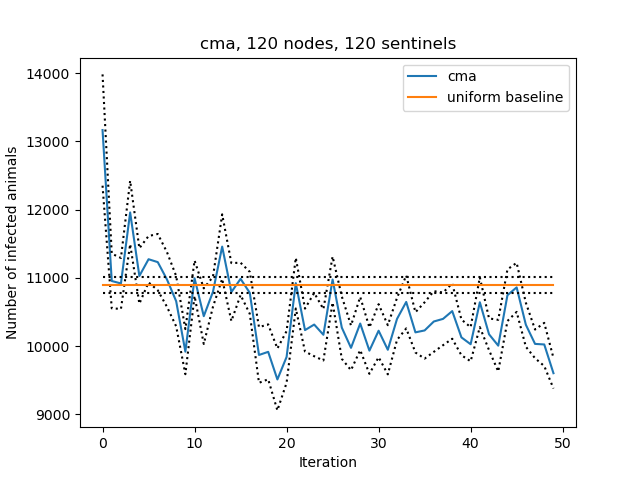 cma, 120 nodes, 120 sentinels
cma
uniform baseline
14000
13000
12000
11000
10000
9000
Number of infected animals
0 10 20 30 40 50
Iteration